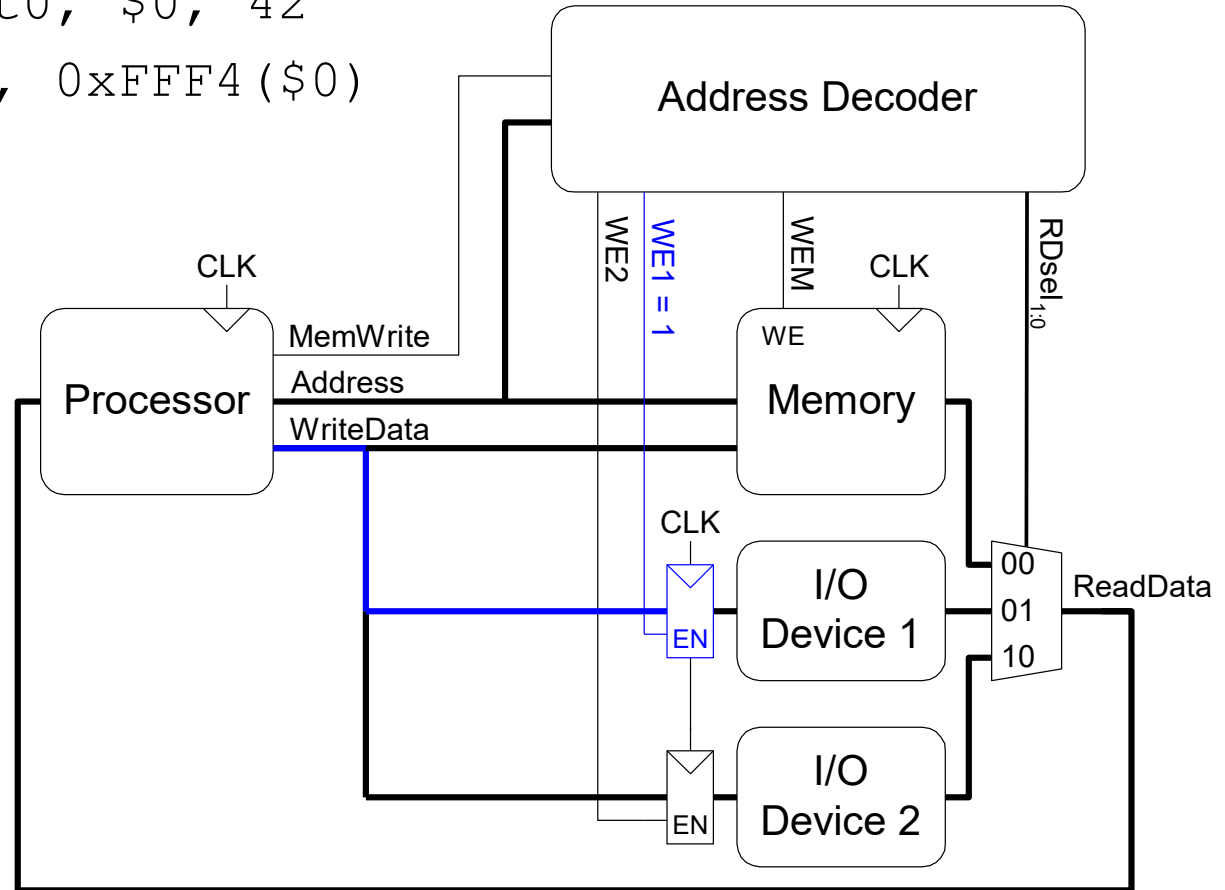 $0, 42
, 0xFFF4($0)
Address Decoder
WE2
WE1 = 1
WEM
RDsel1:0
CLK
CLK
MemWrite
WE
Processor
Address
Memory
WriteData
CLK
00
I/O
Device 1
ReadData
01
EN
10
I/O
Device 2
EN